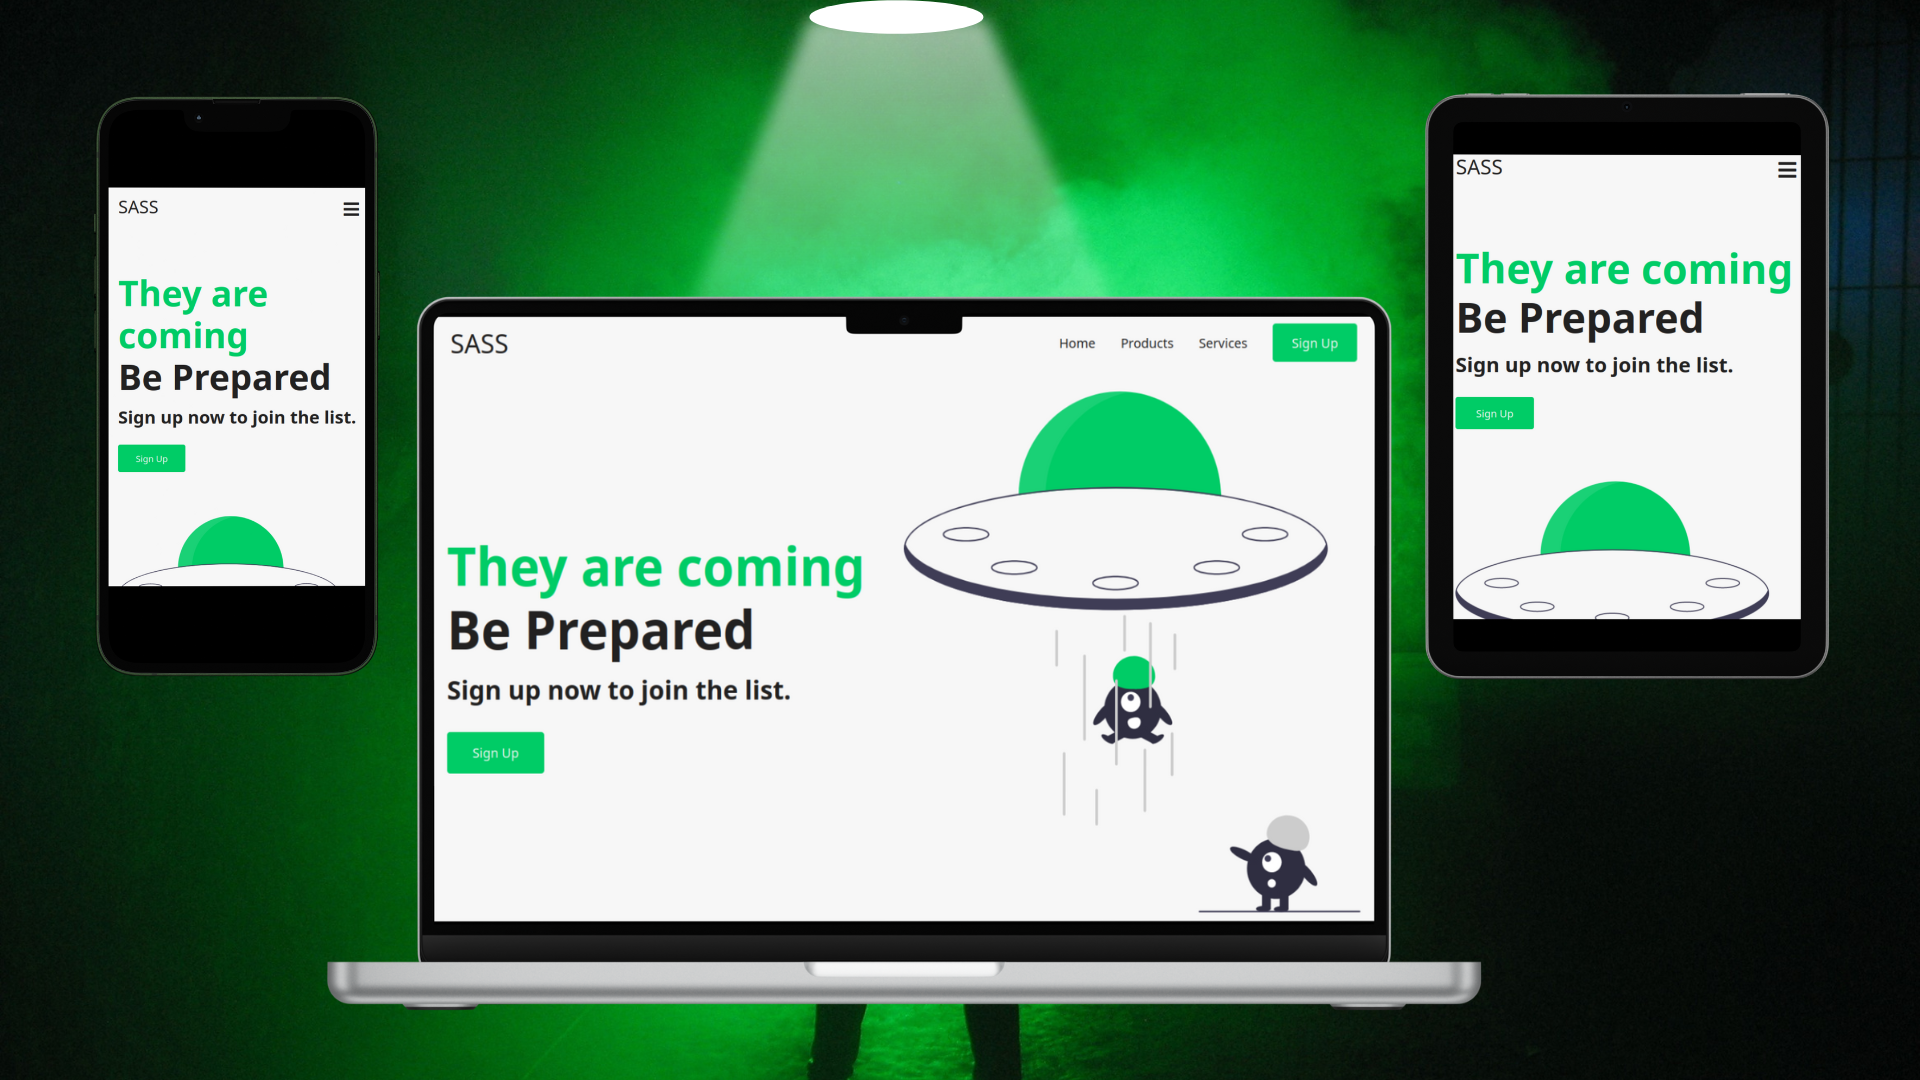 SASS
They are
coming
Be Prepared
Sign up now to join the list.
Sign Up
SASS
Home Products Services Sign Up
They are coming
Be Prepared
Sign up now to join the list.
Sign Up
SASS
They are coming
Be Prepared
Sign up now to join the list.
Sign Up